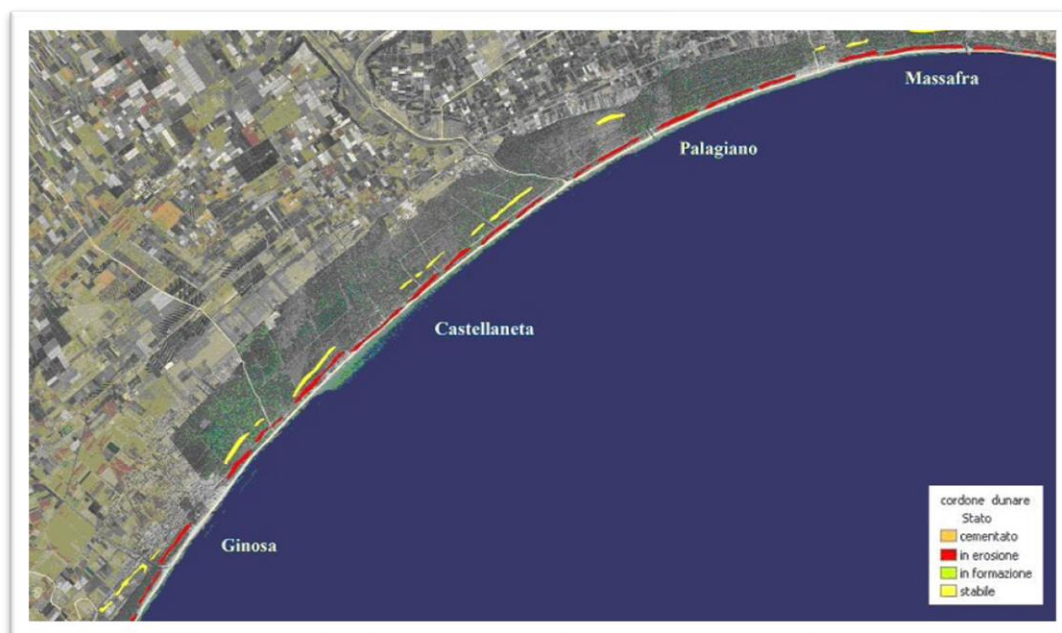 Massafra
Palagiano
Castellaneta
Ginosa
cordone dunare
Stato
cementato
in erosione
in formazione
stabile